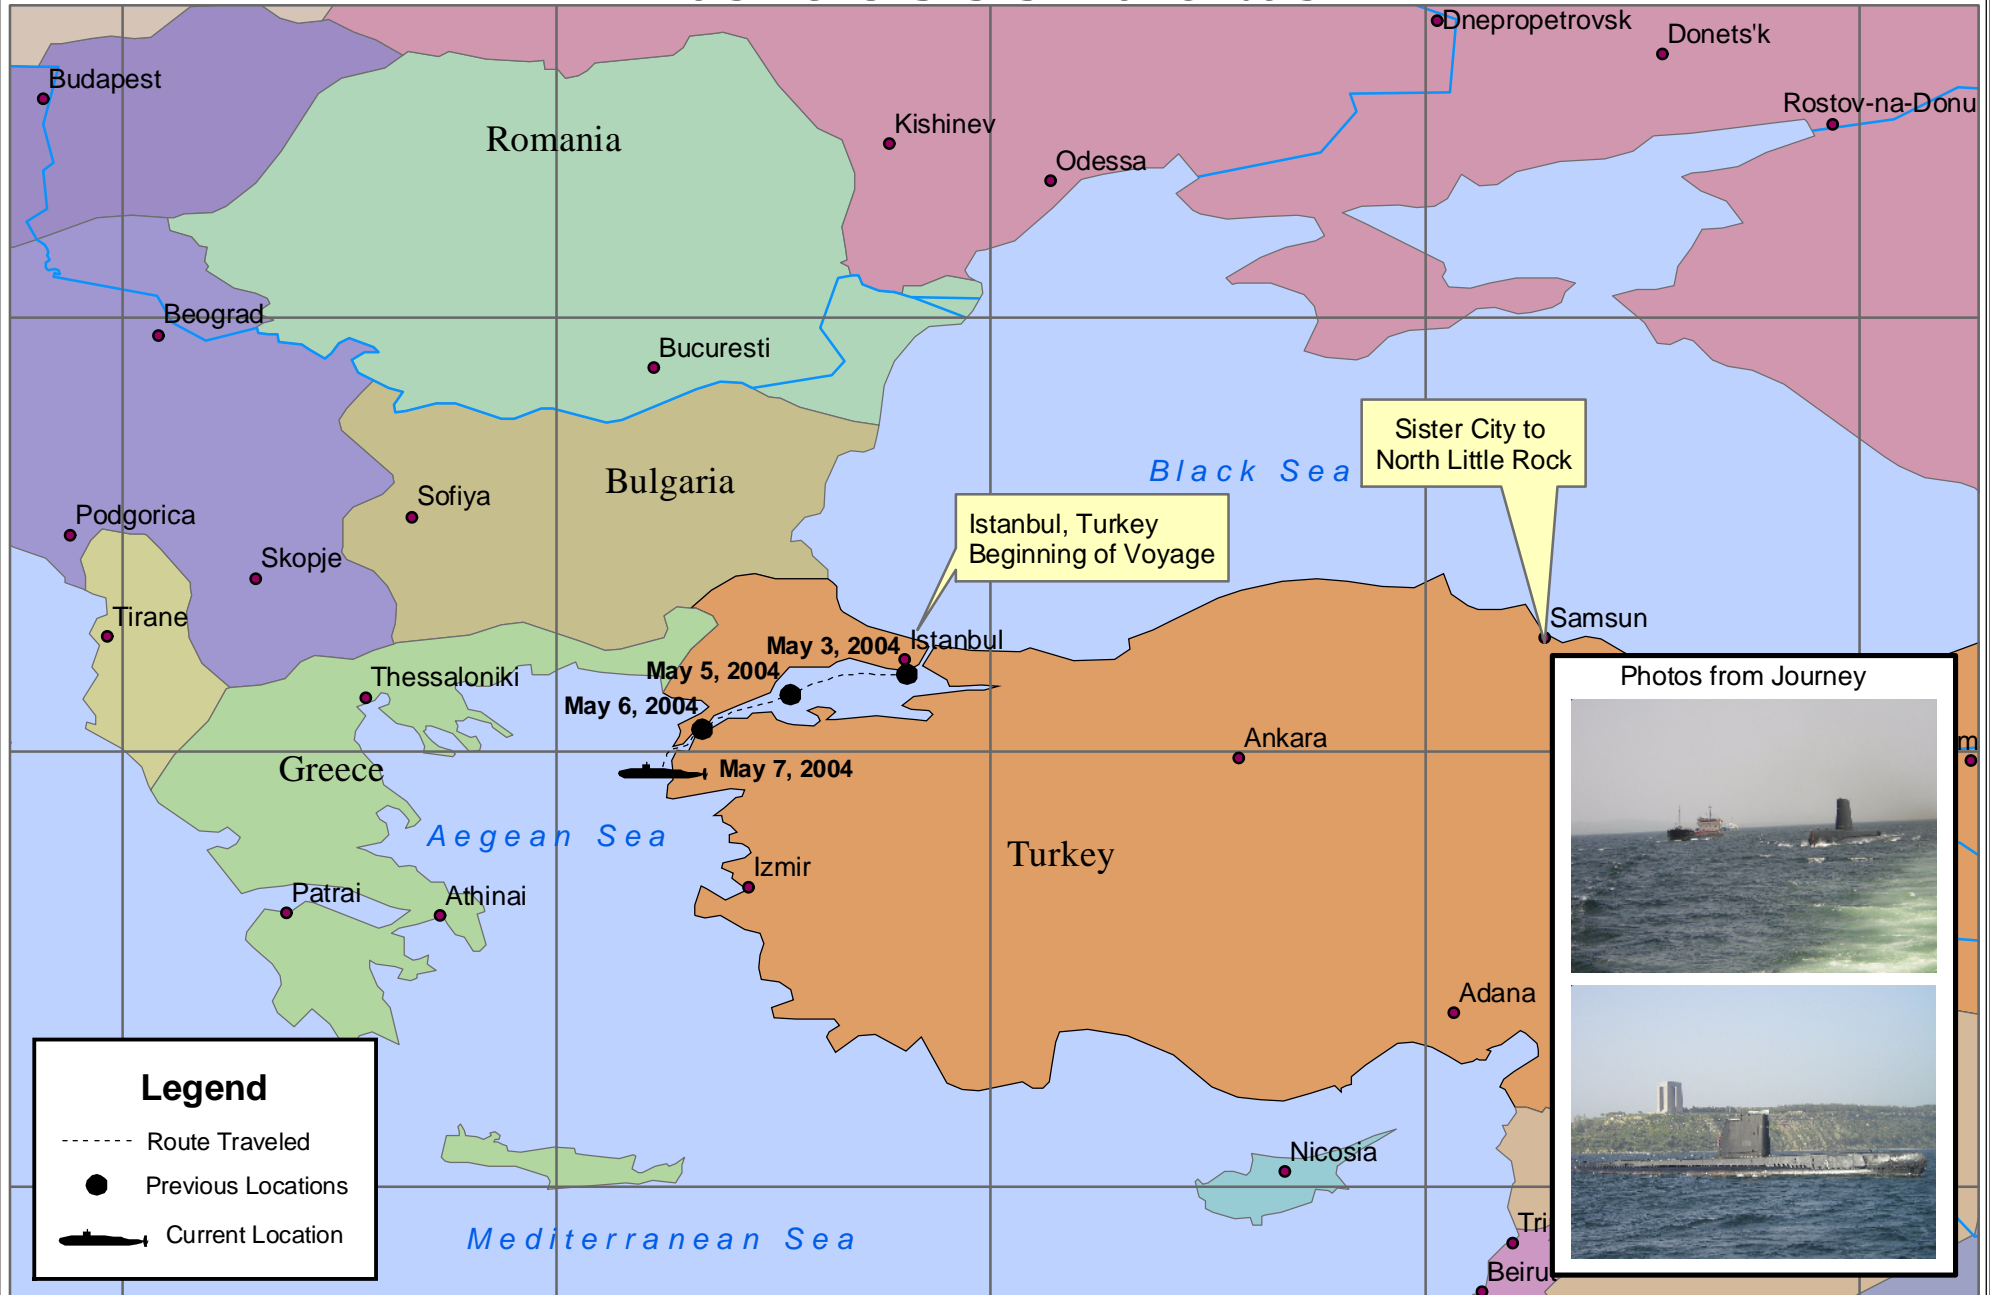 Dnepropetrovsk
Donets'k
Budapest
Rostov-na-Donu
Kishinev
Romania
Odessa
Beograd
Bucuresti
Sister City to
North Little Rock
Black Sea
Bulgaria
Sofiya
Podgorica
Istanbul, Turkey
Beginning of Voyage
Skopje
Tirane
Samsun
May 3, 2004
Istanbul
May 5, 2004
Thessaloniki
May 6, 2004
Photos from Journey
Ankara
m
Greece
May 7, 2004
Aegean Sea
Turkey
Izmir
Patrai
Athinai
Adana
Legend
Route Traveled
Previous Locations
Current Location
Nicosia
Mediterranean Sea
Tri
Beiru